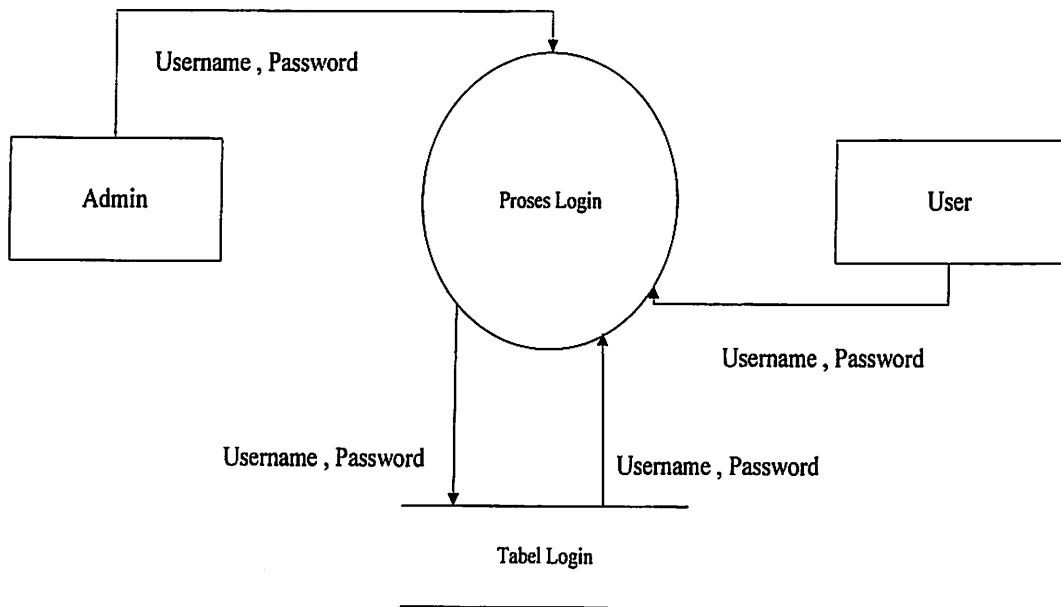 Username , Password
Admin
Proses Login
User
Username , Password
Username , Password
Username , Password
Tabel Login